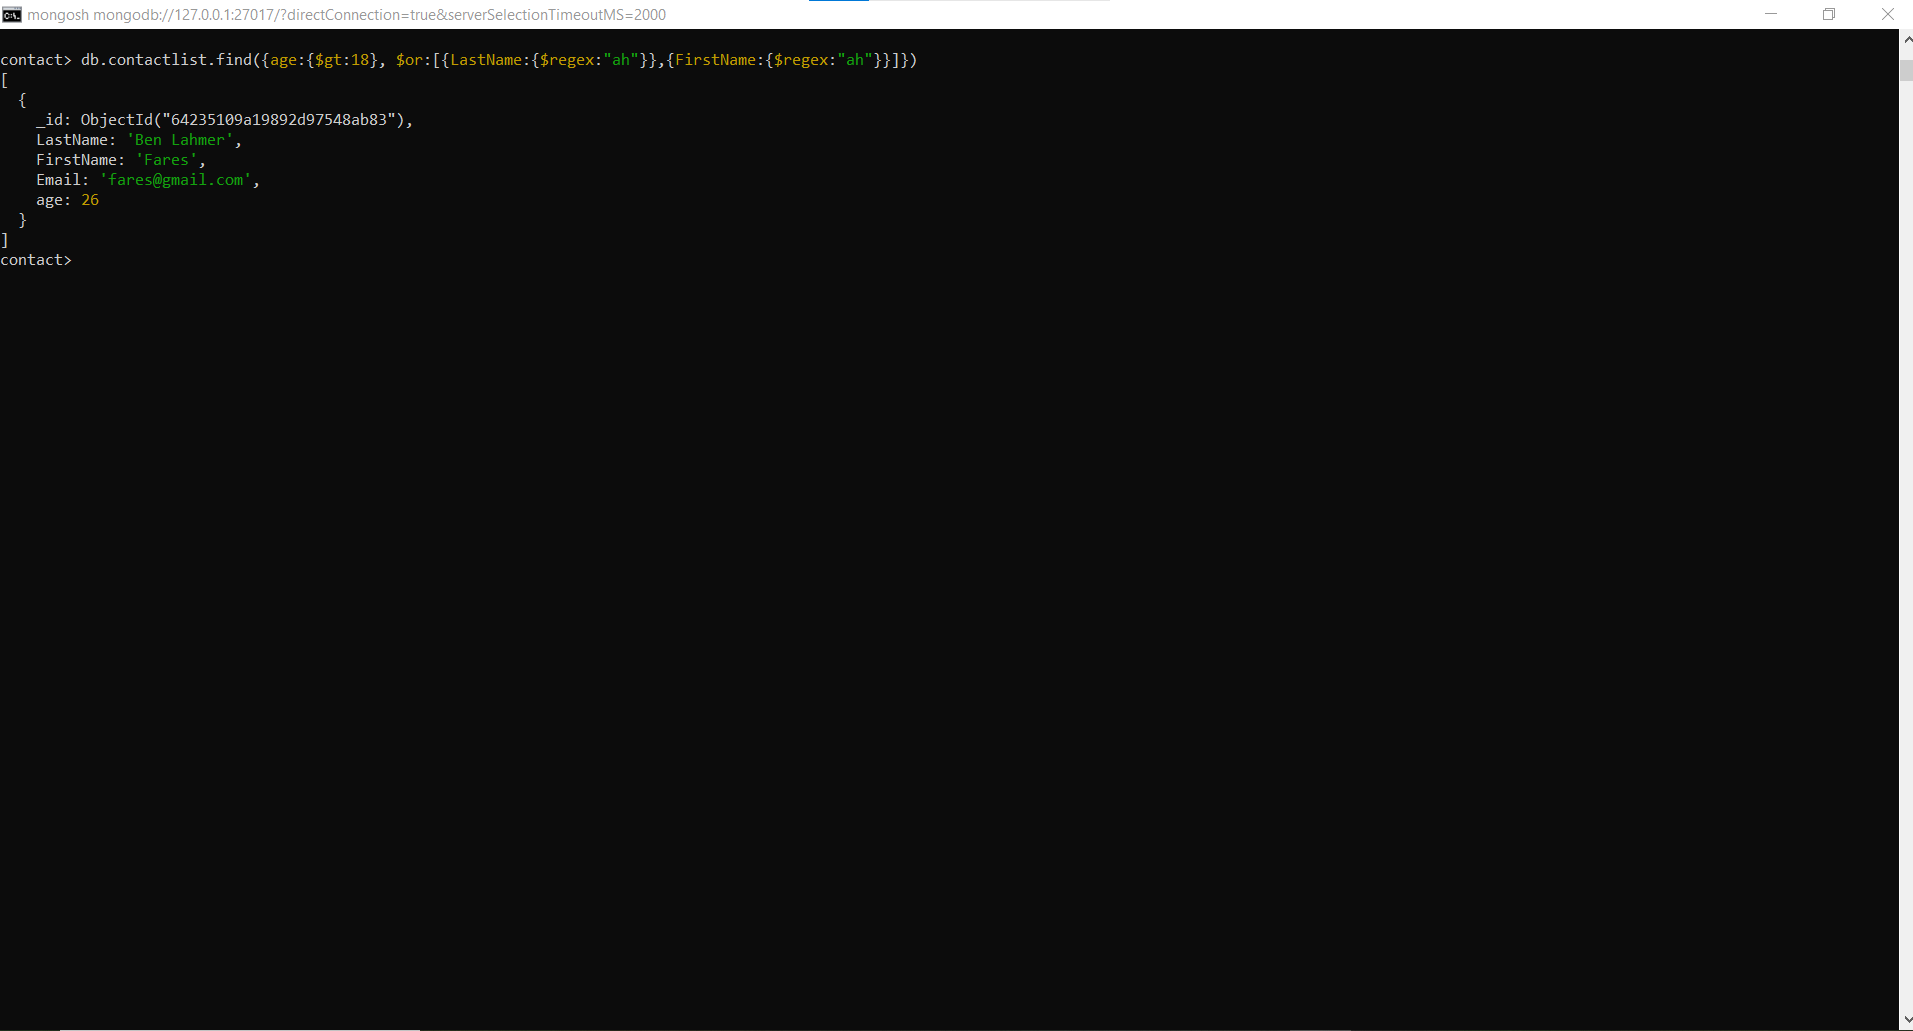 mongosh mongodb://127.0.0.1:27017/?directConnection=true&serverSelectionTimeoutMS=2000
contact> db.contactlist.find({age:{$gt:18}, $or:[{LastName:{$regex:"ah"}},{FirstName:{$regex:"ah"}}]})
[
  {
    _id: ObjectId("64235109a19892d97548ab83"),
    LastName: 'Ben Lahmer',
    FirstName: 'Fares',
    Email: 'fares@gmail.com',
    age: 26
  }
]
contact>